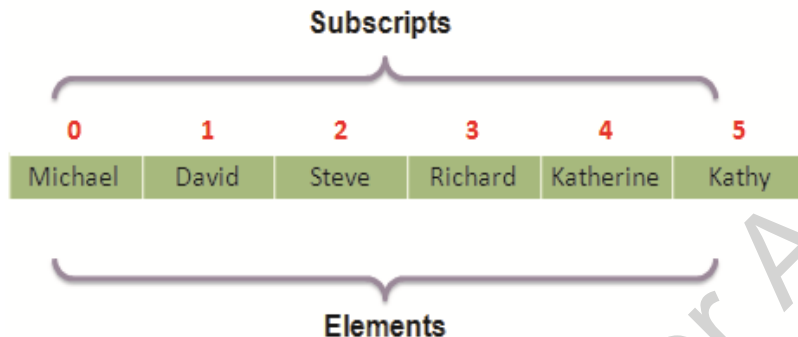 Subscripts
0 1 2 3 4 5
Michael David Steve Richard Katherine Kathy
Elements